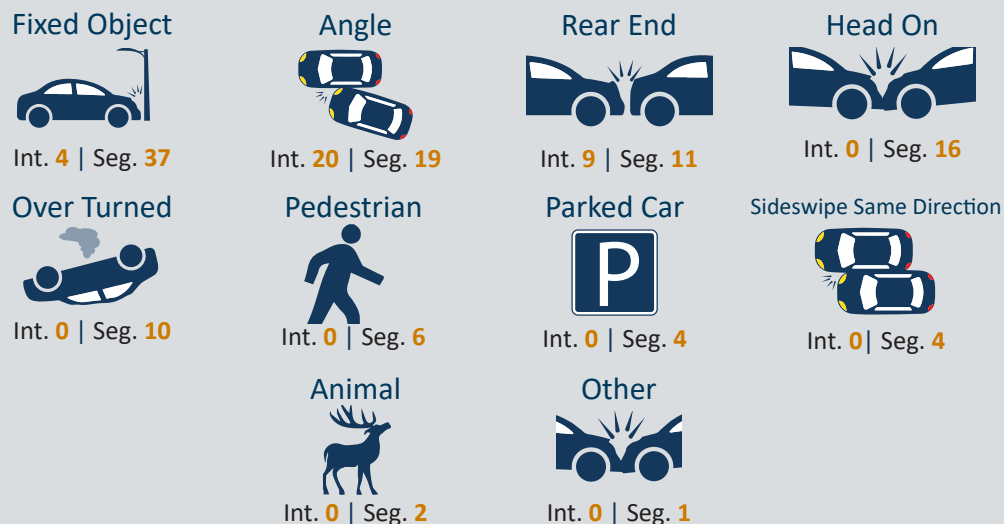 Fixed Object
Int. 4 | Seg. 37
Angle
Int. 20 | Seg. 19
Rear End
Int. 9 | Seg. 11
Head On
Int. 0 | Seg. 16
Over Turned
Int. 0 | Seg. 10
Pedestrian
Int. 0 | Seg. 6
Parked Car
P
Int. 0 | Seg. 4
Sideswipe Same Direction
Int. 0| Seg. 4
Animal
Int. 0 | Seg. 2
Other
Int. 0 | Seg. 1